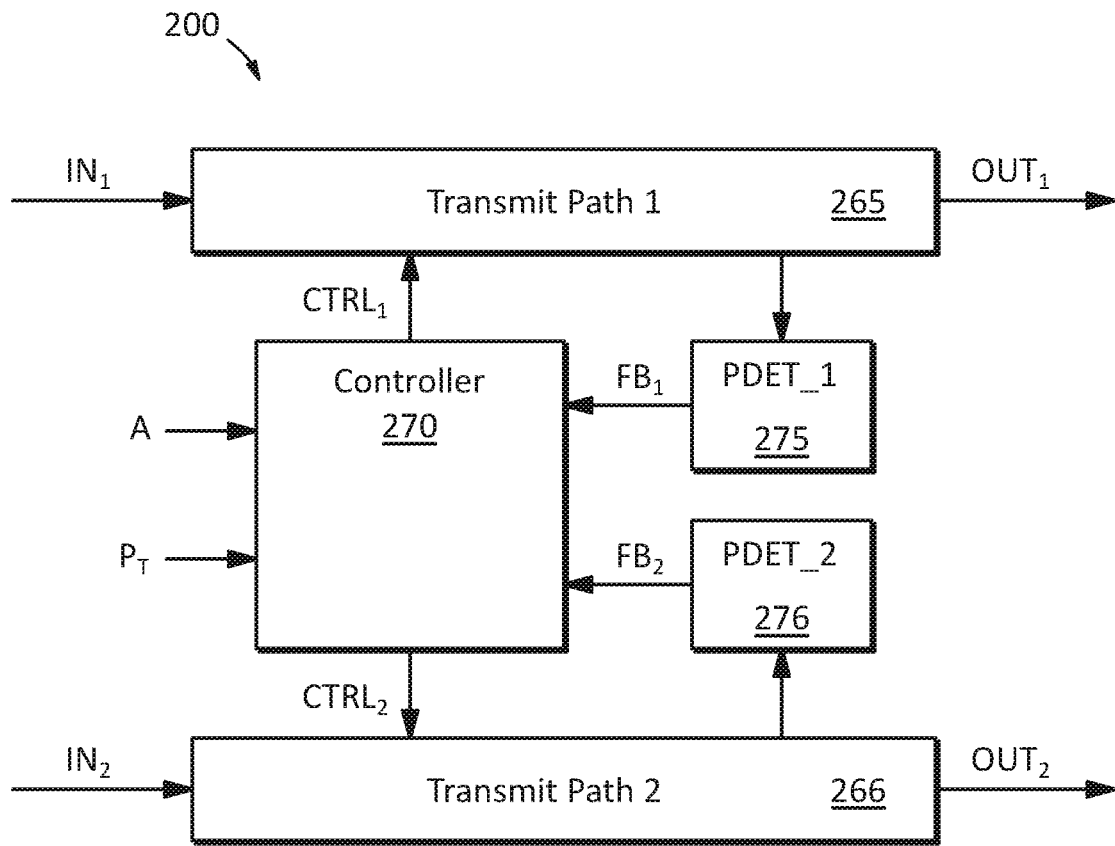 200
IN₁
Transmit Path 1
265
OUT₁
CTRL₁
Controller
270
FB₁
PDET_1
275
A
P_T
FB₂
PDET_2
276
CTRL₂
IN₂
Transmit Path 2
266
OUT₂